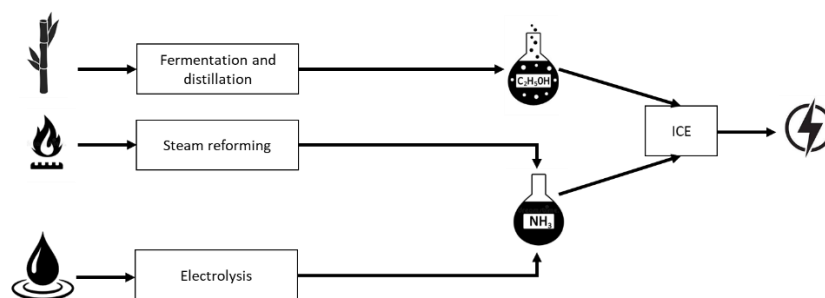 Fermentation and
distillation
C₂H₅OH
Steam reforming
ICE
NH₃
Electrolysis